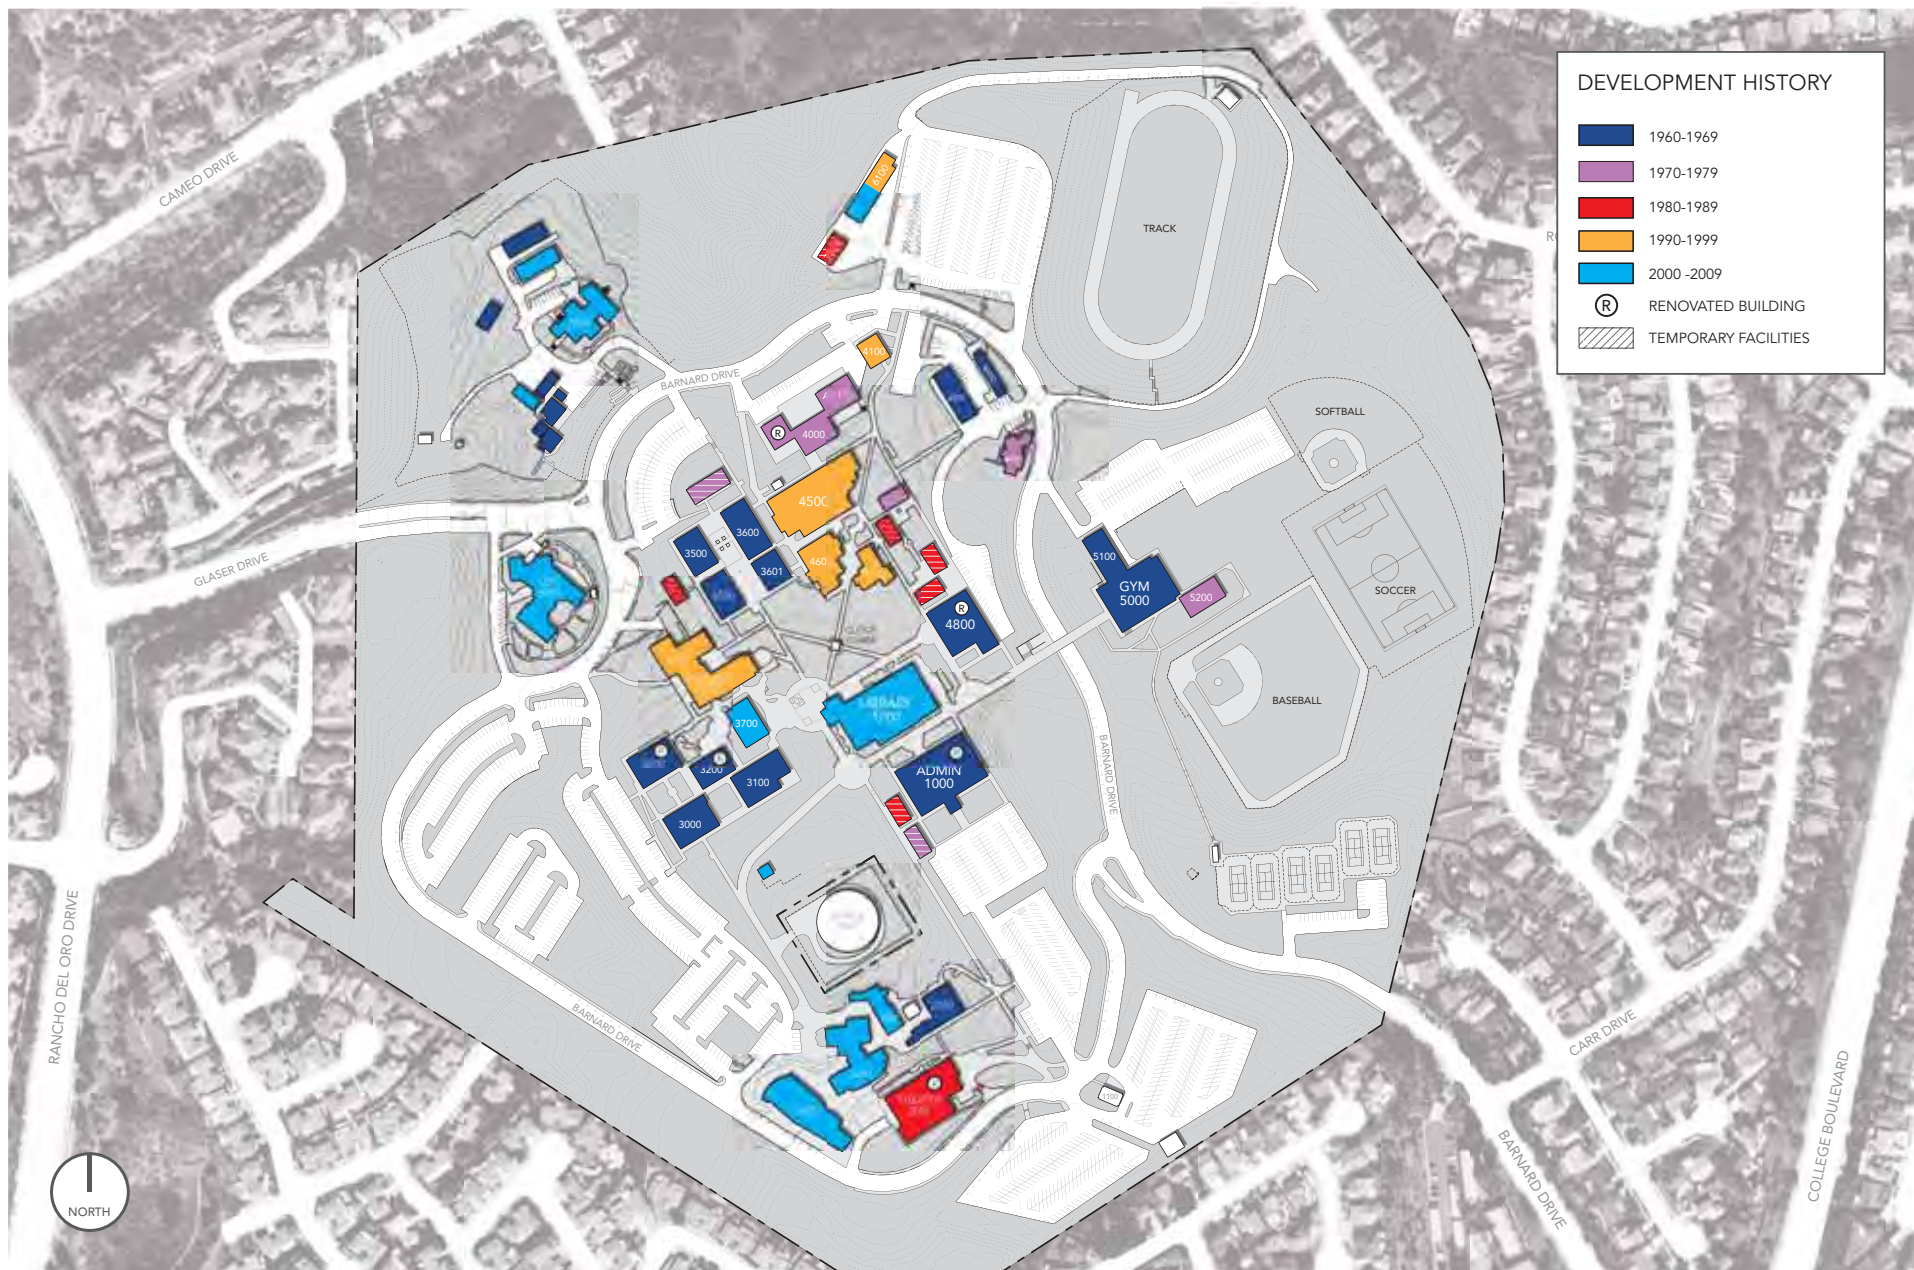 DEVELOPMENT HISTORY
1960-1969
1970-1979
1980-1989
1990-1999
2000 -2009
R RENOVATED BUILDING
TEMPORARY FACILITIES
CAMEO DRIVE
6100
TRACK
4100
BARNARD DRIVE
SOFTBALL
R
4000
4500
3600
3500
3601
5100
GYM
5000
5200
SOCCER
GLASER DRIVE
R
4800
BASEBALL
LIBRARY
3700
3200
3100
ADMIN
1000
3000
BARNARD DRIVE
RANCHO DEL ORO DRIVE
BARNARD DRIVE
CARR DRIVE
1100
BARNARD DRIVE
COLLEGE BOULEVARD
NORTH